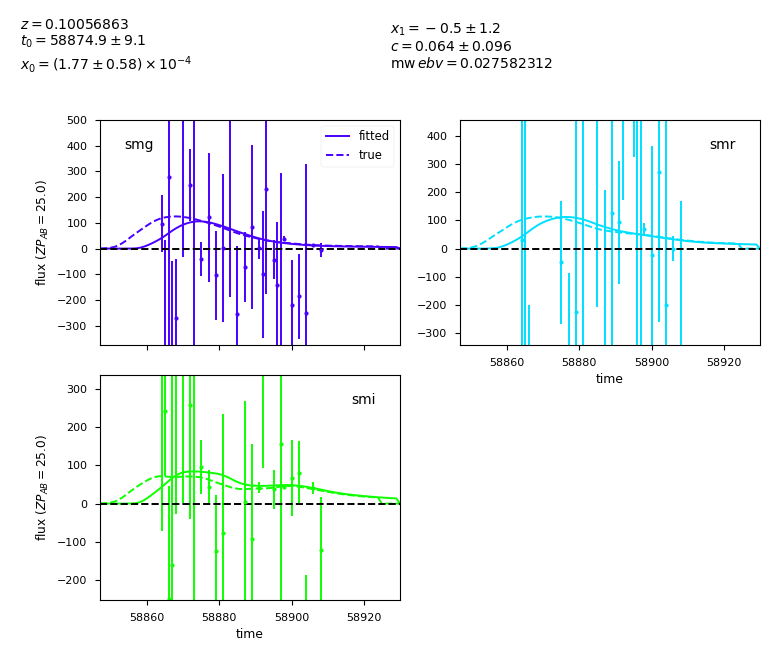 z = 0.10056863
t₀ = 58874.9 ± 9.1
x₀ = (1.77 ± 0.58) × 10⁻⁴
x₁ = −0.5 ± 1.2
c = 0.064 ± 0.096
mw ebv = 0.027582312
500
400
300
200
100
0
−100
−200
−300
flux (ZP_AB = 25.0)
smg
fitted
true
400
300
200
100
0
−100
−200
−300
smr
58860 58880 58900 58920
time
300
200
100
0
−100
−200
flux (ZP_AB = 25.0)
smi
58860 58880 58900 58920
time